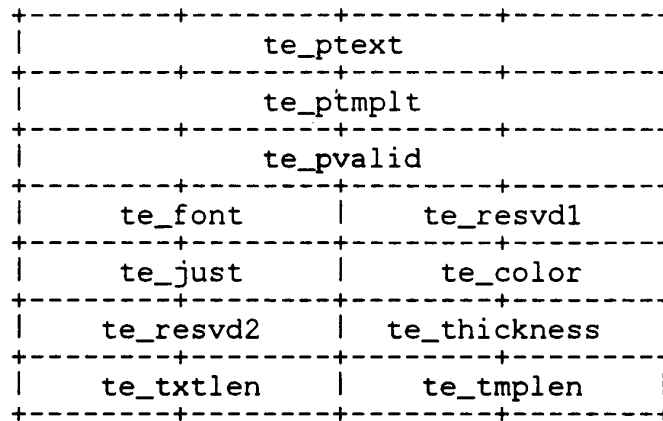 te_ptext
te_ptmplt
te_pvalid
te_font | te_resvd1
te_just | te_color
te_resvd2 | te_thickness
te_txtlen | te_tmplen